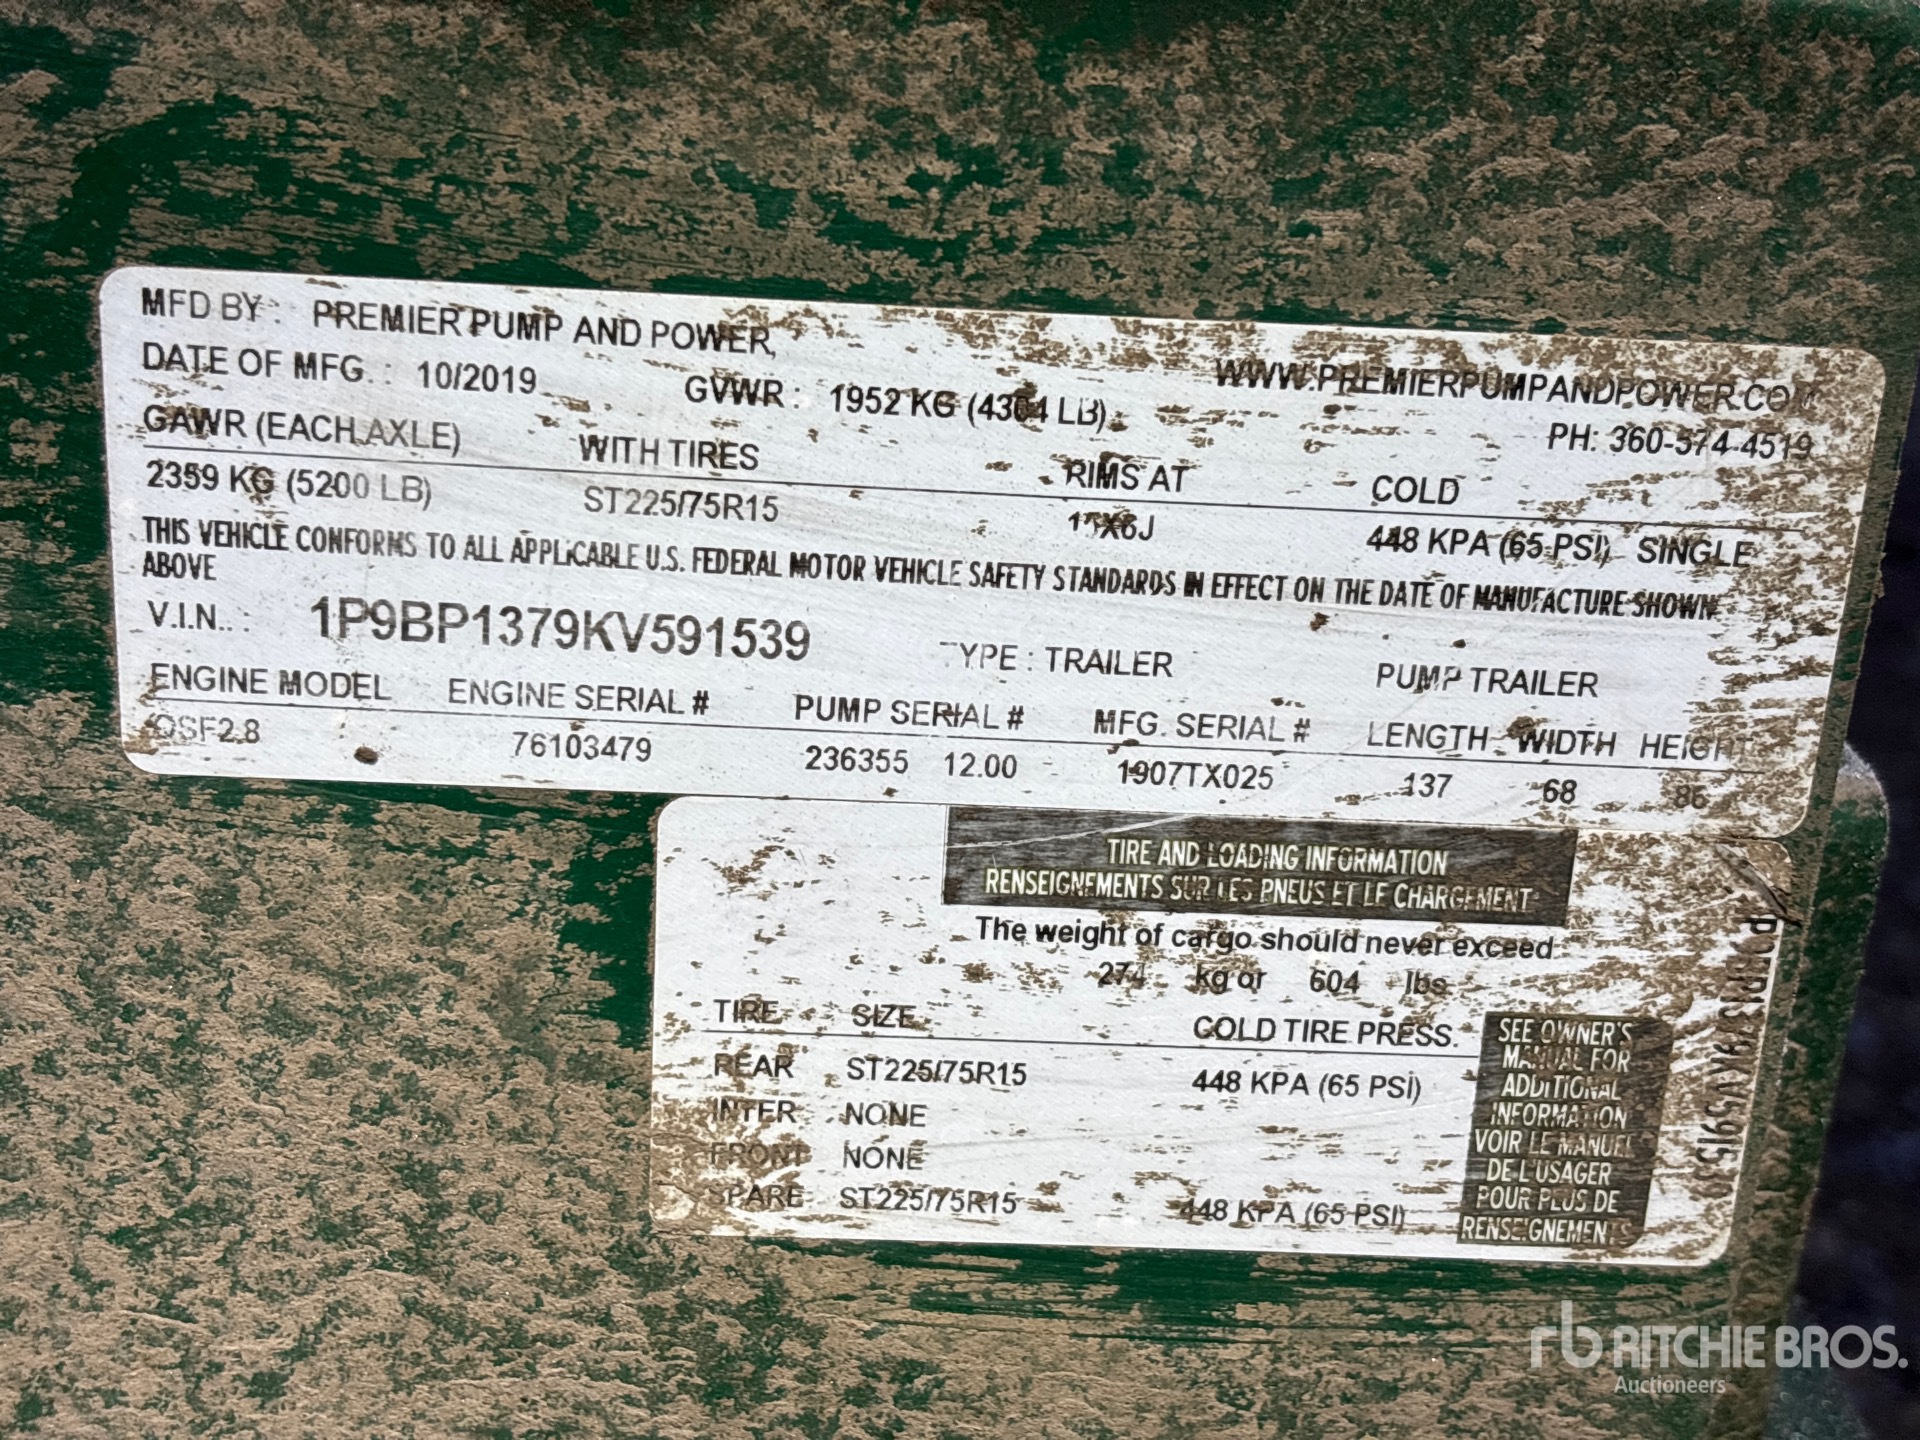 MFD BY : PREMIER PUMP AND POWER,
WWW.PREMIERPUMPANDPOWER.COM
DATE OF MFG. : 10/2019 GVWR : 1952 KG (4304 LB)
PH: 360-574-4519
GAWR (EACH AXLE) WITH TIRES RIMS AT COLD
2359 KG (5200 LB) ST225/75R15 15X6J 448 KPA (65 PSI) SINGLE
THIS VEHICLE CONFORMS TO ALL APPLICABLE U.S. FEDERAL MOTOR VEHICLE SAFETY STANDARDS IN EFFECT ON THE DATE OF MANUFACTURE SHOWN
ABOVE
V.I.N.. : 1P9BP1379KV591539 TYPE : TRAILER PUMP TRAILER
ENGINE MODEL ENGINE SERIAL # PUMP SERIAL # MFG. SERIAL # LENGTH WIDTH HEIGHT
QSF2.8 76103479 236355 12.00 1907TX025 137 68 86
TIRE AND LOADING INFORMATION
RENSEIGNEMENTS SUR LES PNEUS ET LE CHARGEMENT
The weight of cargo should never exceed
274 kg or 604 lbs
TIRE SIZE COLD TIRE PRESS.
REAR ST225/75R15 448 KPA (65 PSI)
INTER NONE
FRONT NONE
SPARE ST225/75R15 448 KPA (65 PSI)
SEE OWNER'S
MANUAL FOR
ADDITIONAL
INFORMATION
VOIR LE MANUEL
DE L'USAGER
POUR PLUS DE
RENSEIGNEMENTS
rb RITCHIE BROS.
Auctioneers